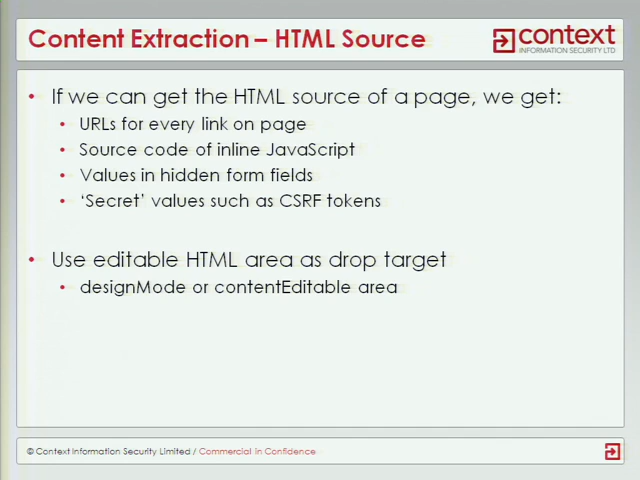 Content Extraction – HTML Source
context
INFORMATION SECURITY LTD
• If we can get the HTML source of a page, we get:
• URLs for every link on page
• Source code of inline JavaScript
• Values in hidden form fields
• ‘Secret’ values such as CSRF tokens
• Use editable HTML area as drop target
• designMode or contentEditable area
© Context Information Security Limited / Commercial in Confidence